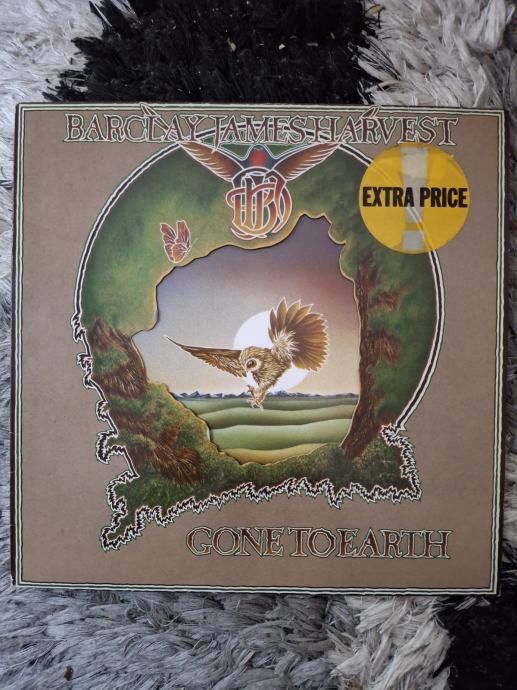 BARCLAY JAMES HARVEST
EXTRA PRICE
GONE TO EARTH